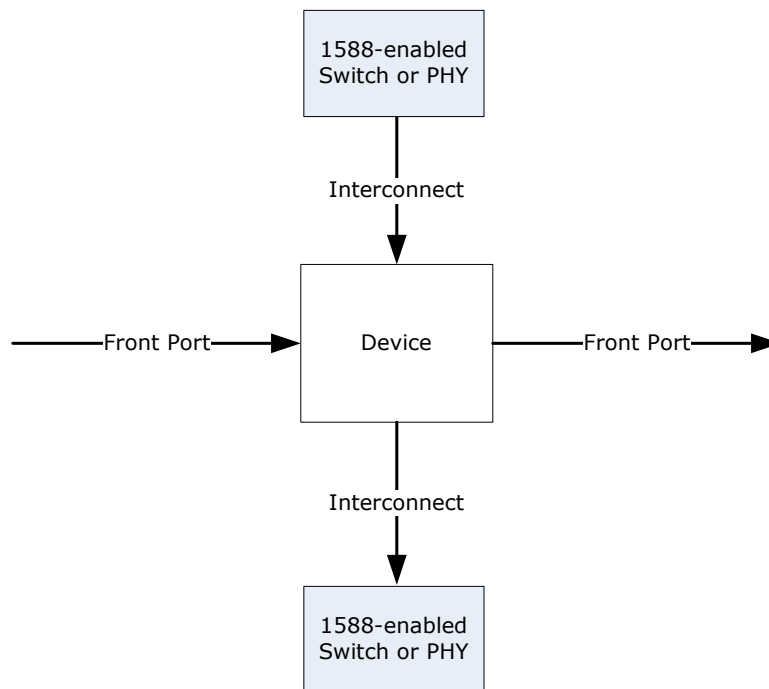 1588-enabled
Switch or PHY
Interconnect
Front Port
Device
Front Port
Interconnect
1588-enabled
Switch or PHY